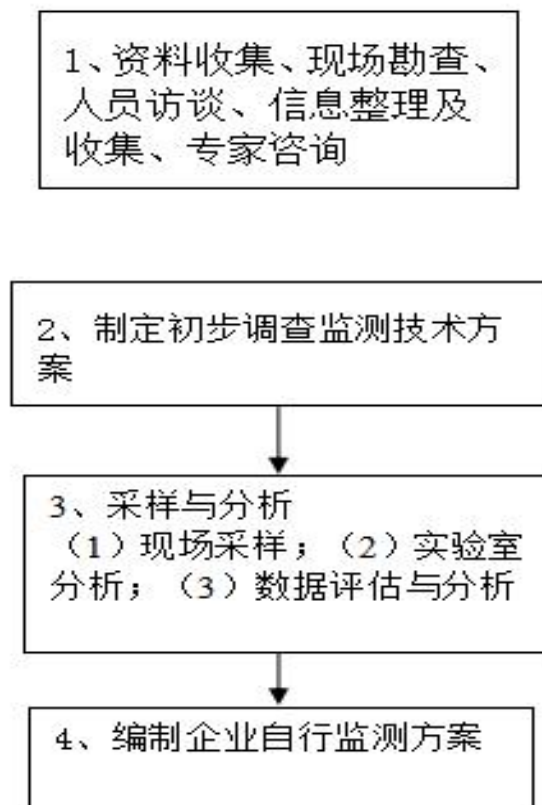 1、资料收集、现场勘查、
人员访谈、信息整理及
收集、专家咨询
2、制定初步调查监测技术方
案
3、采样与分析
（1）现场采样；（2）实验室
分析；（3）数据评估与分析
4、编制企业自行监测方案